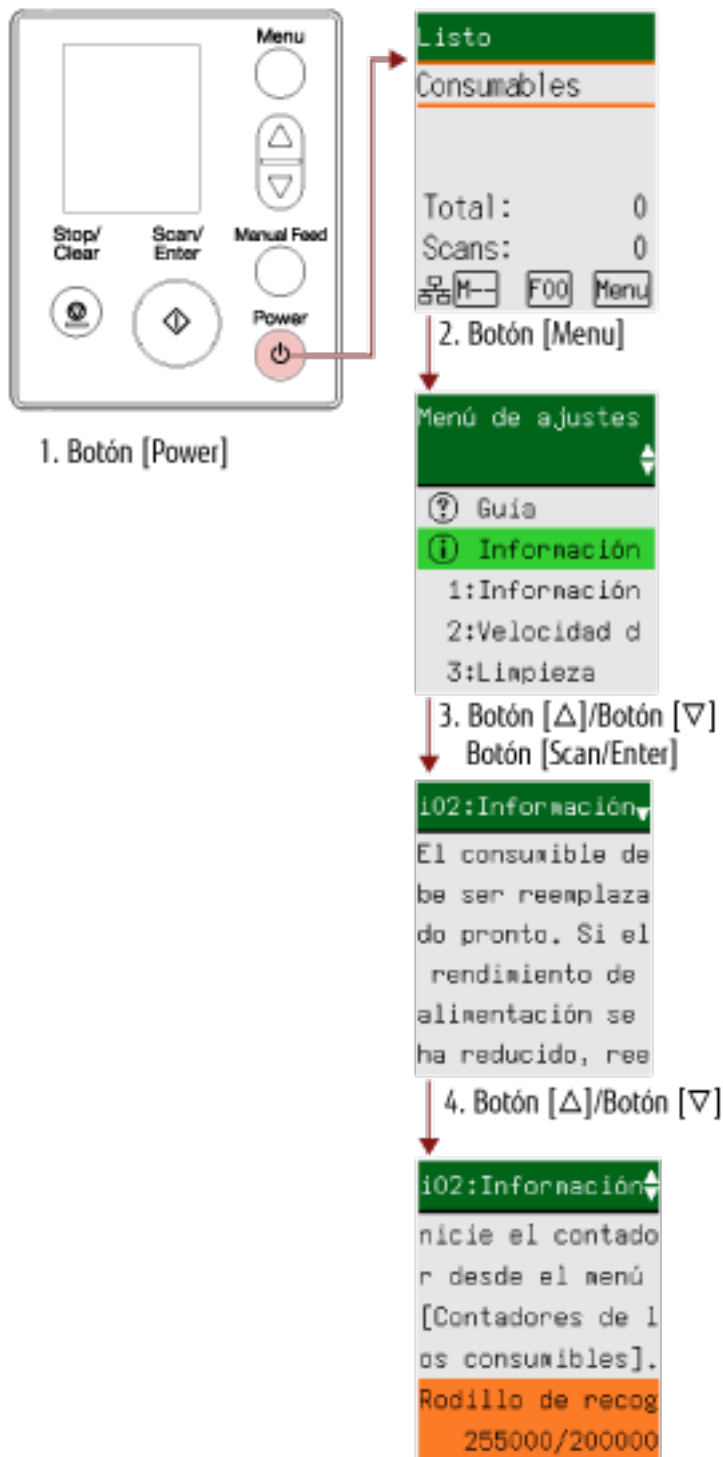 Menu
Stop/
Clear
Scan/
Enter
Manual Feed
Power
1. Botón [Power]
Listo
Consumables
Total: 0
Scans: 0
M-- F00 Menu
2. Botón [Menu]
Menú de ajustes
Guía
Información
1:Información
2:Velocidad d
3:Limpieza
3. Botón [△]/Botón [▽]
Botón [Scan/Enter]
i02:Información
El consumible de
be ser reemplaza
do pronto. Si el
rendimiento de
alimentación se
ha reducido, ree
4. Botón [△]/Botón [▽]
i02:Información
nicie el contado
r desde el menú
[Contadores de l
os consumibles].
Rodillo de recog
255000/200000